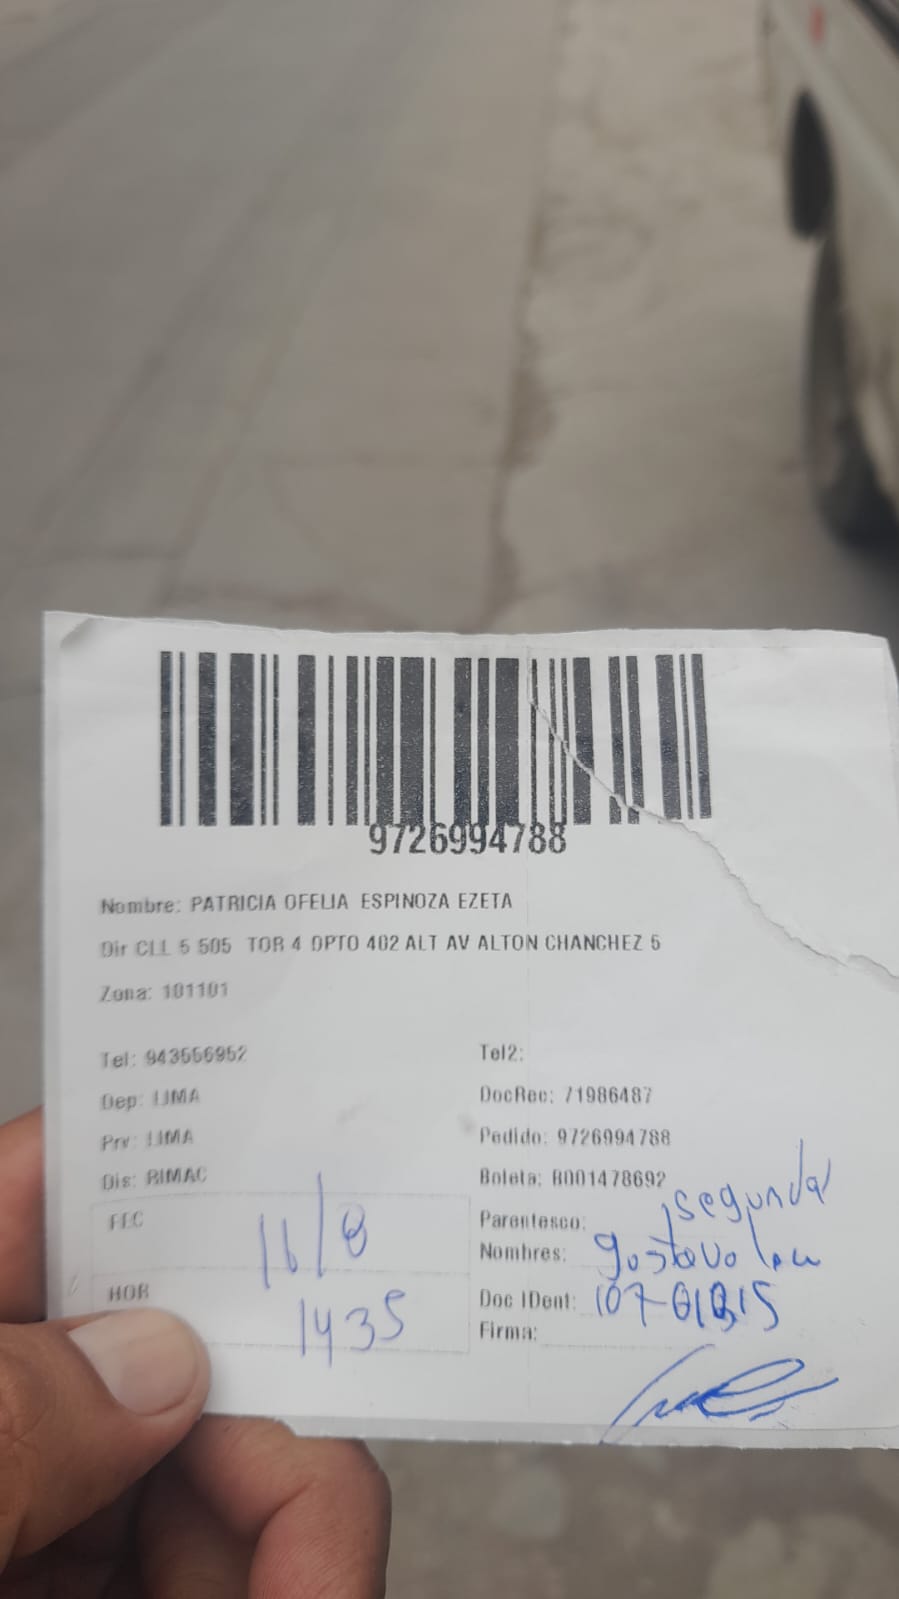 9726994788
Nombre: PATRICIA OFELIA ESPINOZA EZETA
Dir CLL 5 505 TOR 4 DPTO 402 ALT AV ALTON CHANCHEZ 5
Zona: 101101
Tel: 943556952
Tel2:
Dep: LIMA
DocRec: 71986487
Prv: LIMA
Pedido: 9726994788
Dis: RIMAC
Boleta: B001478692
FEC 16/8
Parentesco: segunda
Nombres: gustavo
HOR 1435
Doc IDent:
Firma: